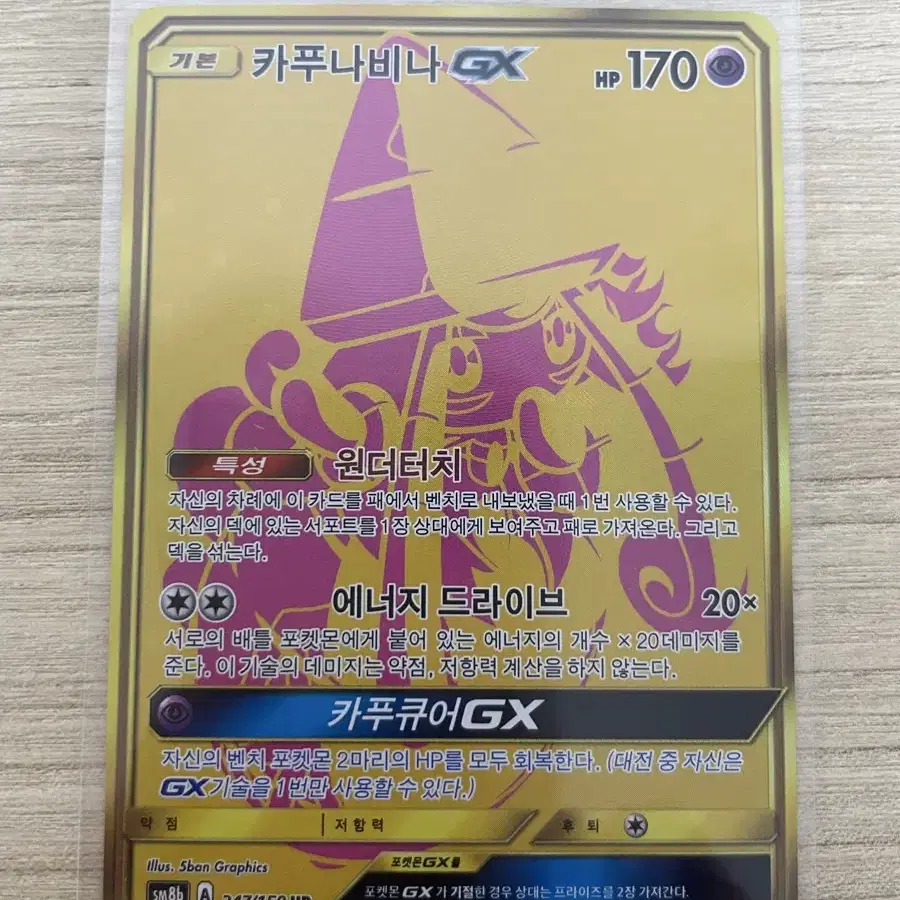 기본 카푸나비나 GX HP 170
특성 원더터치
자신의 차례에 이 카드를 패에서 벤치로 내보냈을 때 1번 사용할 수 있다.
자신의 덱에 있는 서포트를 1장 상대에게 보여주고 패로 가져온다. 그리고
덱을 섞는다.
에너지 드라이브 20×
서로의 배틀 포켓몬에게 붙어 있는 에너지의 개수 ×20데미지를
준다. 이 기술의 데미지는 약점, 저항력 계산을 하지 않는다.
카푸큐어GX
자신의 벤치 포켓몬 2마리의 HP를 모두 회복한다. (대전 중 자신은
GX기술을 1번만 사용할 수 있다.)
약점 저항력 후퇴
Illus. 5ban Graphics 포켓몬GX룰
sm8b A 포켓몬 GX가 기절한 경우 상대는 프라이즈를 2장 가져간다.